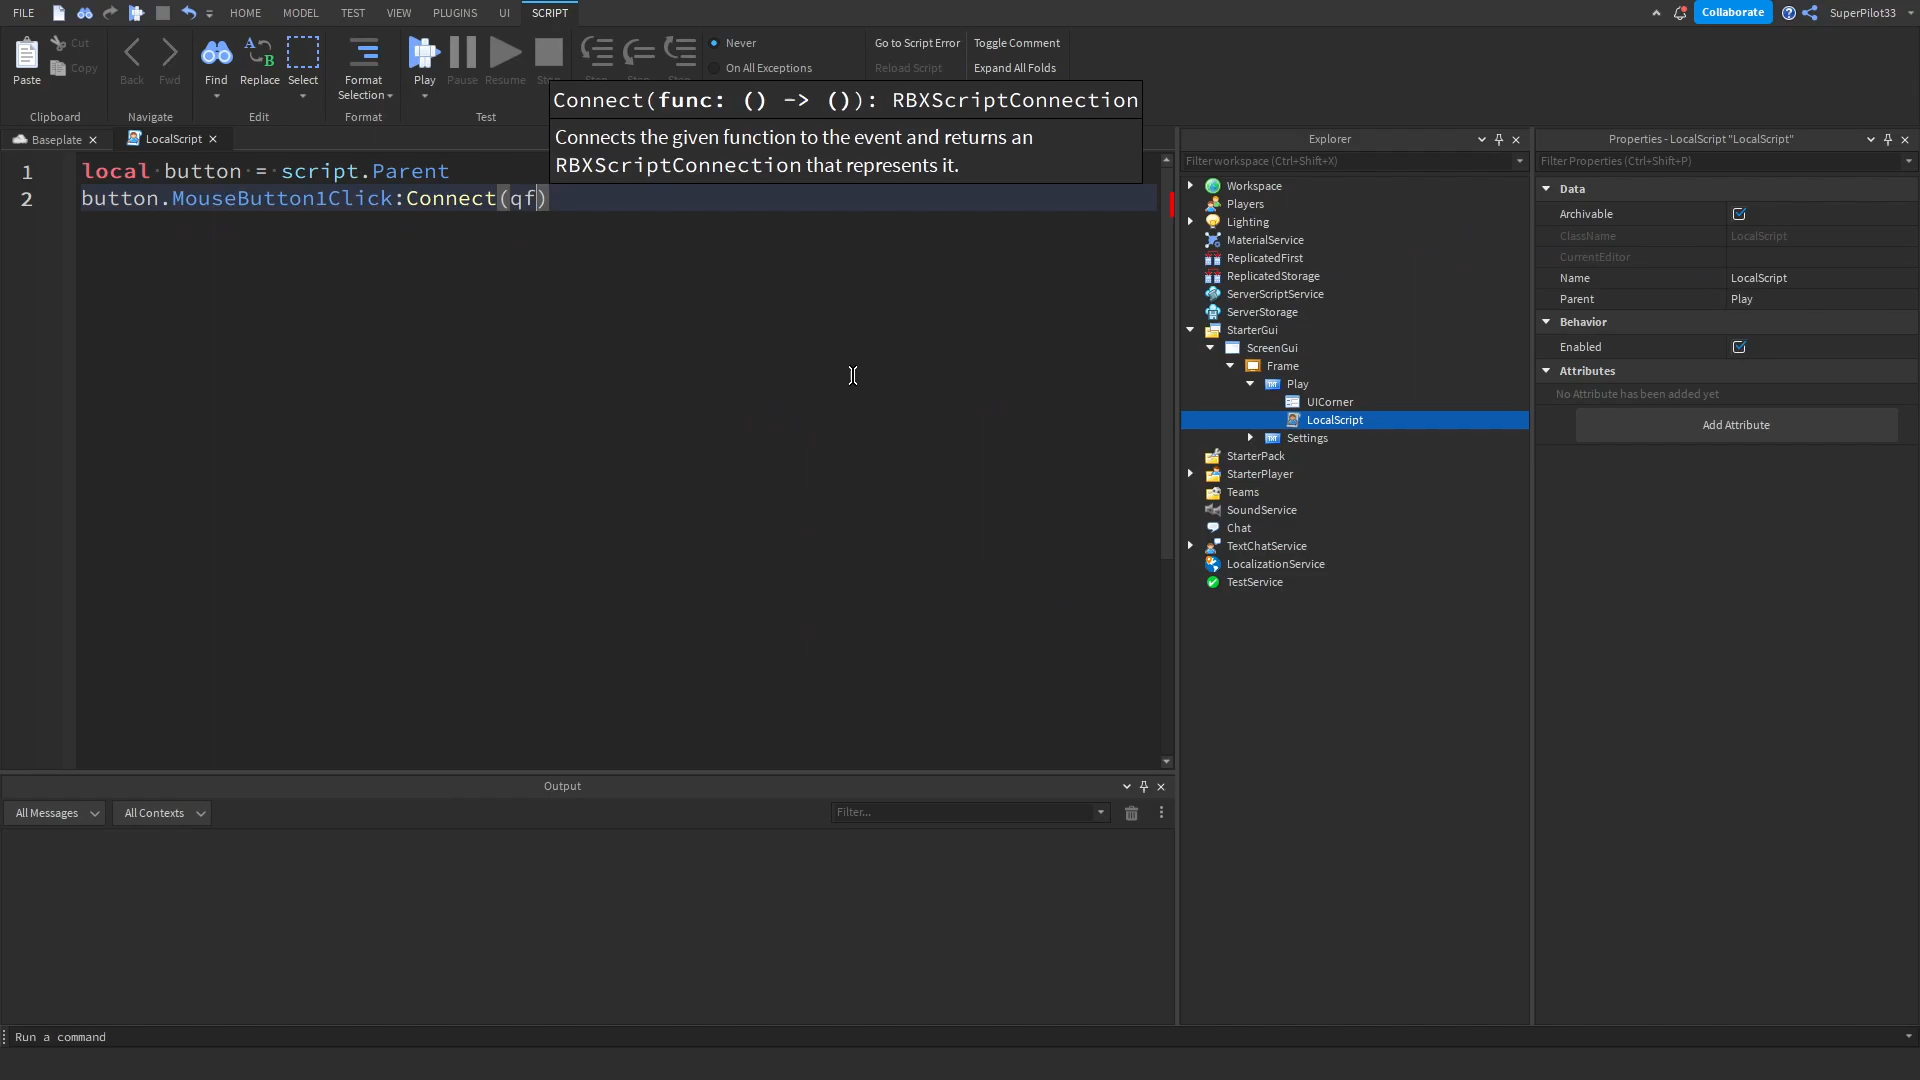 FILE HOME MODEL TEST VIEW PLUGINS UI SCRIPT Collaborate SuperPilot33
Paste Cut Copy Back Fwd Find Replace Select Format Selection Play Pause Resume Never On All Exceptions Go to Script Error Reload Script Toggle Comment Expand All Folds
Clipboard Navigate Edit Format Test
Connect(func: () -> ()): RBXScriptConnection
Connects the given function to the event and returns an
RBXScriptConnection that represents it.
Baseplate LocalScript
1 local button = script.Parent
2 button.MouseButton1Click:Connect(qf)
Explorer
Filter workspace (Ctrl+Shift+X)
Workspace
Players
Lighting
MaterialService
ReplicatedFirst
ReplicatedStorage
ServerScriptService
ServerStorage
StarterGui
ScreenGui
Frame
Play
UICorner
LocalScript
Settings
StarterPack
StarterPlayer
Teams
SoundService
Chat
TextChatService
LocalizationService
TestService
Properties - LocalScript "LocalScript"
Filter Properties (Ctrl+Shift+P)
Data
Archivable
ClassName LocalScript
CurrentEditor
Name LocalScript
Parent Play
Behavior
Enabled
Attributes
No Attribute has been added yet
Add Attribute
Output
All Messages All Contexts Filter...
Run a command